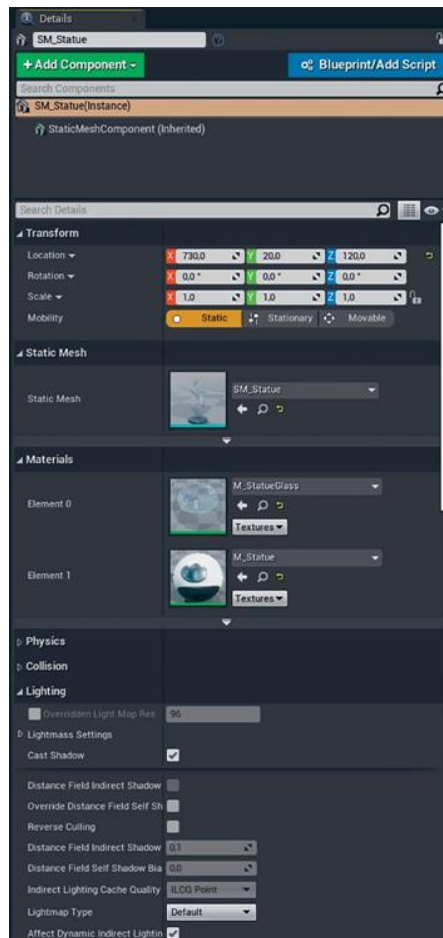 Details
SM_Statue
+Add Component
Blueprint/Add Script
Search Components
SM_Statue(Instance)
StaticMeshComponent (Inherited)
Search Details
Transform
Location X 730,0 Y 20,0 Z 120,0
Rotation X 0,0 ° Y 0,0 ° Z 0,0 °
Scale X 1,0 Y 1,0 Z 1,0
Mobility Static Stationary Movable
Static Mesh
Static Mesh SM_Statue
Materials
Element 0 M_StatueGlass
Textures
Element 1 M_Statue
Textures
Physics
Collision
Lighting
Overridden Light Map Res 96
Lightmass Settings
Cast Shadow
Distance Field Indirect Shadow
Override Distance Field Self Sh
Reverse Culling
Distance Field Indirect Shadow 0,1
Distance Field Self Shadow Bia 0,0
Indirect Lighting Cache Quality ILCQ Point
Lightmap Type Default
Affect Dynamic Indirect Lightin